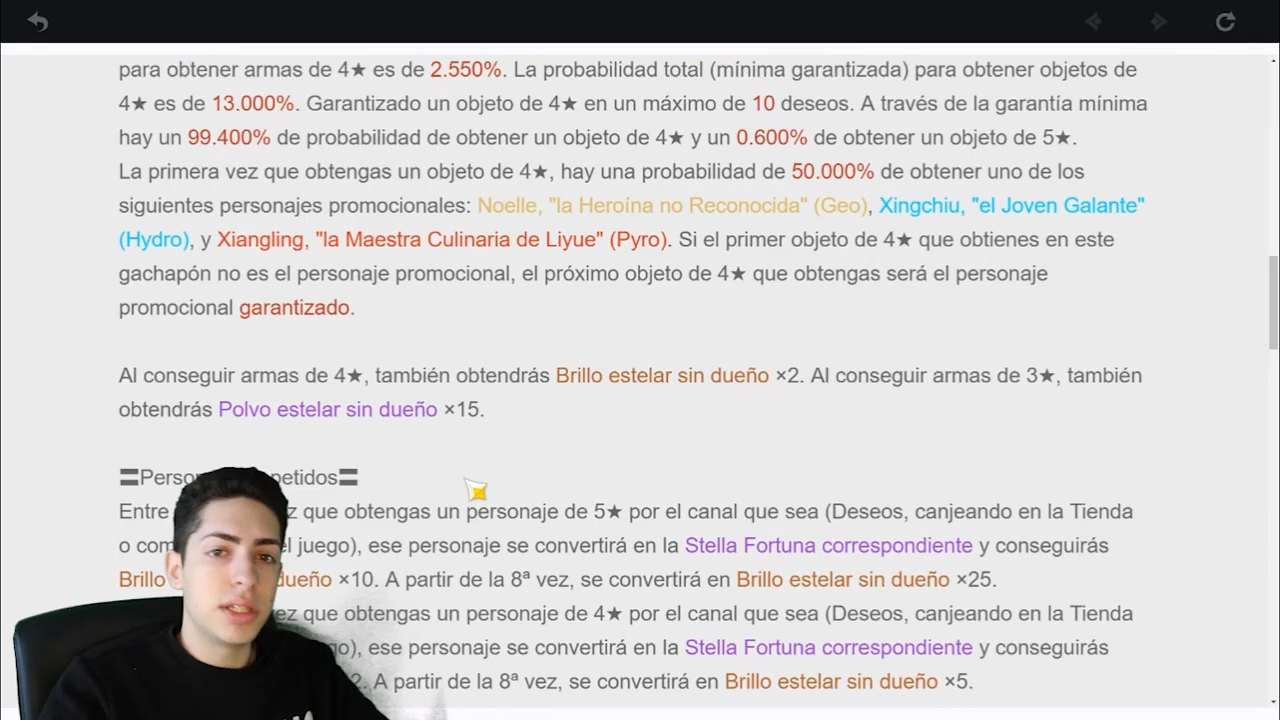 para obtener armas de 4★ es de 2.550%. La probabilidad total (mínima garantizada) para obtener objetos de
4★ es de 13.000%. Garantizado un objeto de 4★ en un máximo de 10 deseos. A través de la garantía mínima
hay un 99.400% de probabilidad de obtener un objeto de 4★ y un 0.600% de obtener un objeto de 5★.
La primera vez que obtengas un objeto de 4★, hay una probabilidad de 50.000% de obtener uno de los
siguientes personajes promocionales: Noelle, "la Heroína no Reconocida" (Geo), Xingchiu, "el Joven Galante"
(Hydro), y Xiangling, "la Maestra Culinaria de Liyue" (Pyro). Si el primer objeto de 4★ que obtienes en este
gachapón no es el personaje promocional, el próximo objeto de 4★ que obtengas será el personaje
promocional garantizado.
Al conseguir armas de 4★, también obtendrás Brillo estelar sin dueño ×2. Al conseguir armas de 3★, también
obtendrás Polvo estelar sin dueño ×15.
〓Perso petidos〓
Entre z que obtengas un personaje de 5★ por el canal que sea (Deseos, canjeando en la Tienda
o com el juego), ese personaje se convertirá en la Stella Fortuna correspondiente y conseguirás
Brillo dueño ×10. A partir de la 8ª vez, se convertirá en Brillo estelar sin dueño ×25.
ez que obtengas un personaje de 4★ por el canal que sea (Deseos, canjeando en la Tienda
go), ese personaje se convertirá en la Stella Fortuna correspondiente y conseguirás
2. A partir de la 8ª vez, se convertirá en Brillo estelar sin dueño ×5.